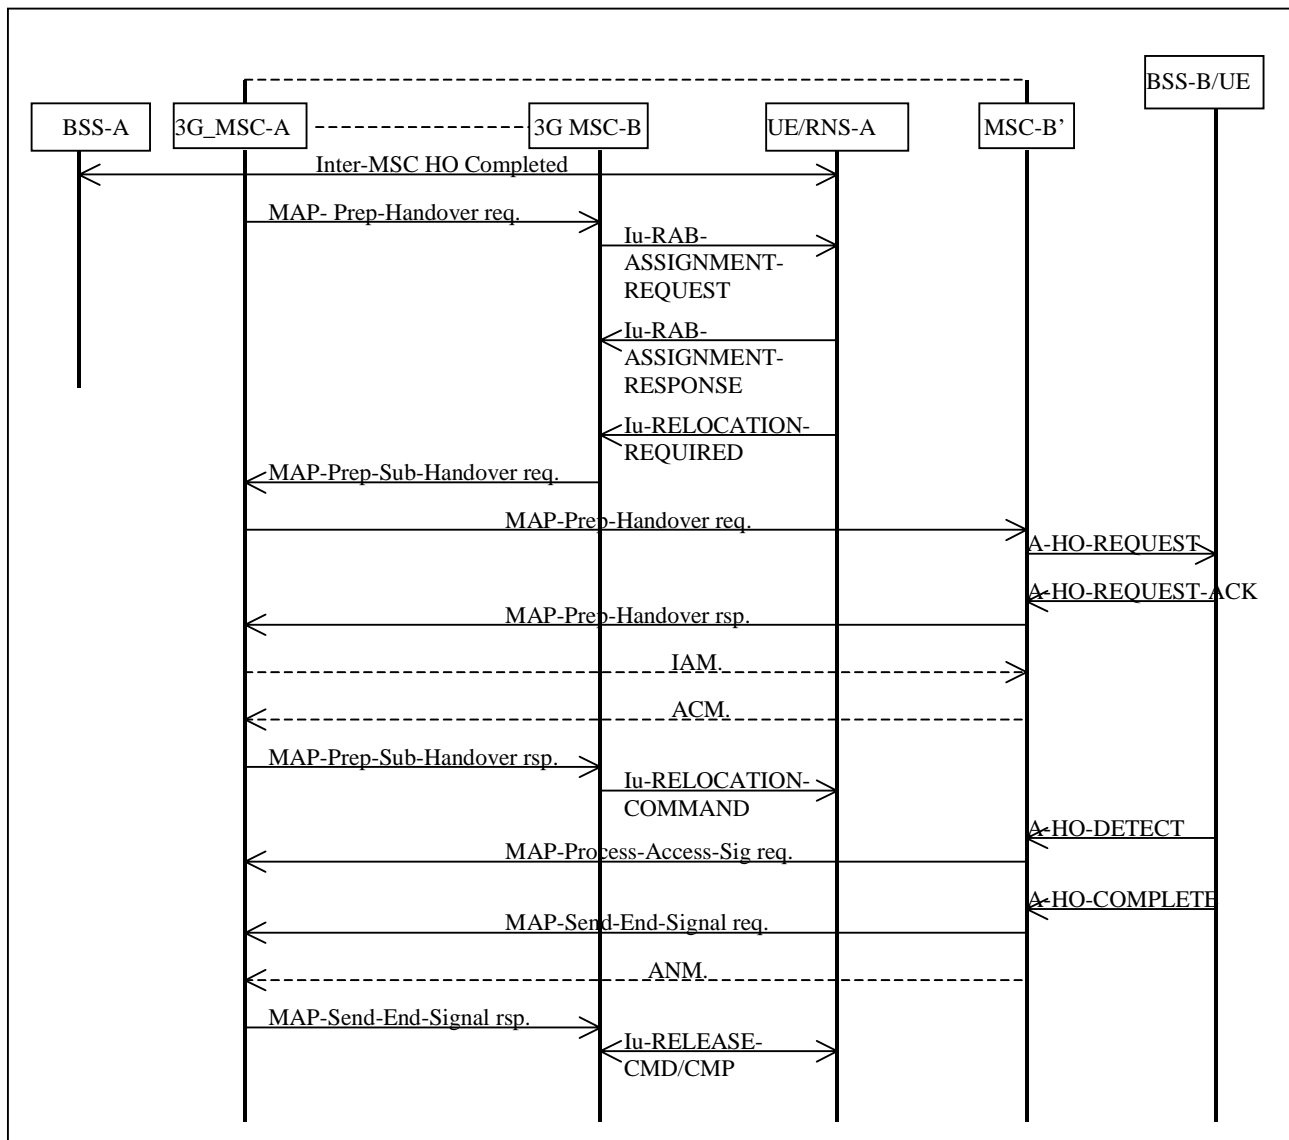 BSS-B/UE
BSS-A
3G_MSC-A
3G MSC-B
UE/RNS-A
MSC-B’
Inter-MSC HO Completed
MAP- Prep-Handover req.
Iu-RAB-
ASSIGNMENT-
REQUEST
Iu-RAB-
ASSIGNMENT-
RESPONSE
Iu-RELOCATION-
REQUIRED
MAP-Prep-Sub-Handover req.
MAP-Prep-Handover req.
A-HO-REQUEST
A-HO-REQUEST-ACK
MAP-Prep-Handover rsp.
IAM.
ACM.
MAP-Prep-Sub-Handover rsp.
Iu-RELOCATION-
COMMAND
A-HO-DETECT
MAP-Process-Access-Sig req.
A-HO-COMPLETE
MAP-Send-End-Signal req.
ANM.
MAP-Send-End-Signal rsp.
Iu-RELEASE-
CMD/CMP